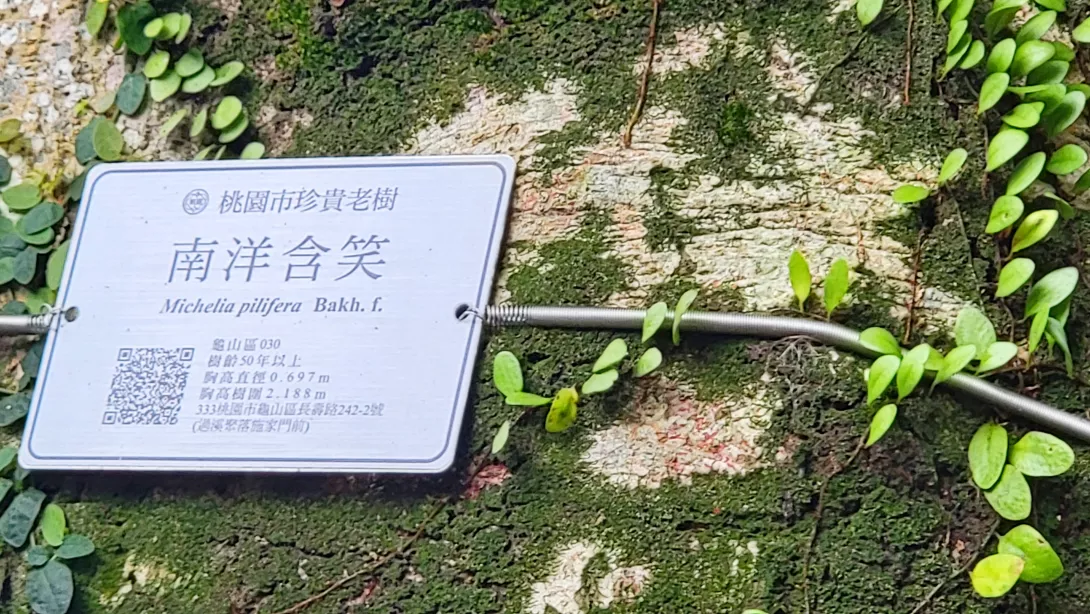 桃園市珍貴老樹
南洋含笑
Michelia pilifera Bakh. f.
龜山區030
樹齡50年以上
胸高直徑0.697m
胸高樹圍2.188m
333桃園市龜山區長壽路242-2號
(過溪聚落施家門前)